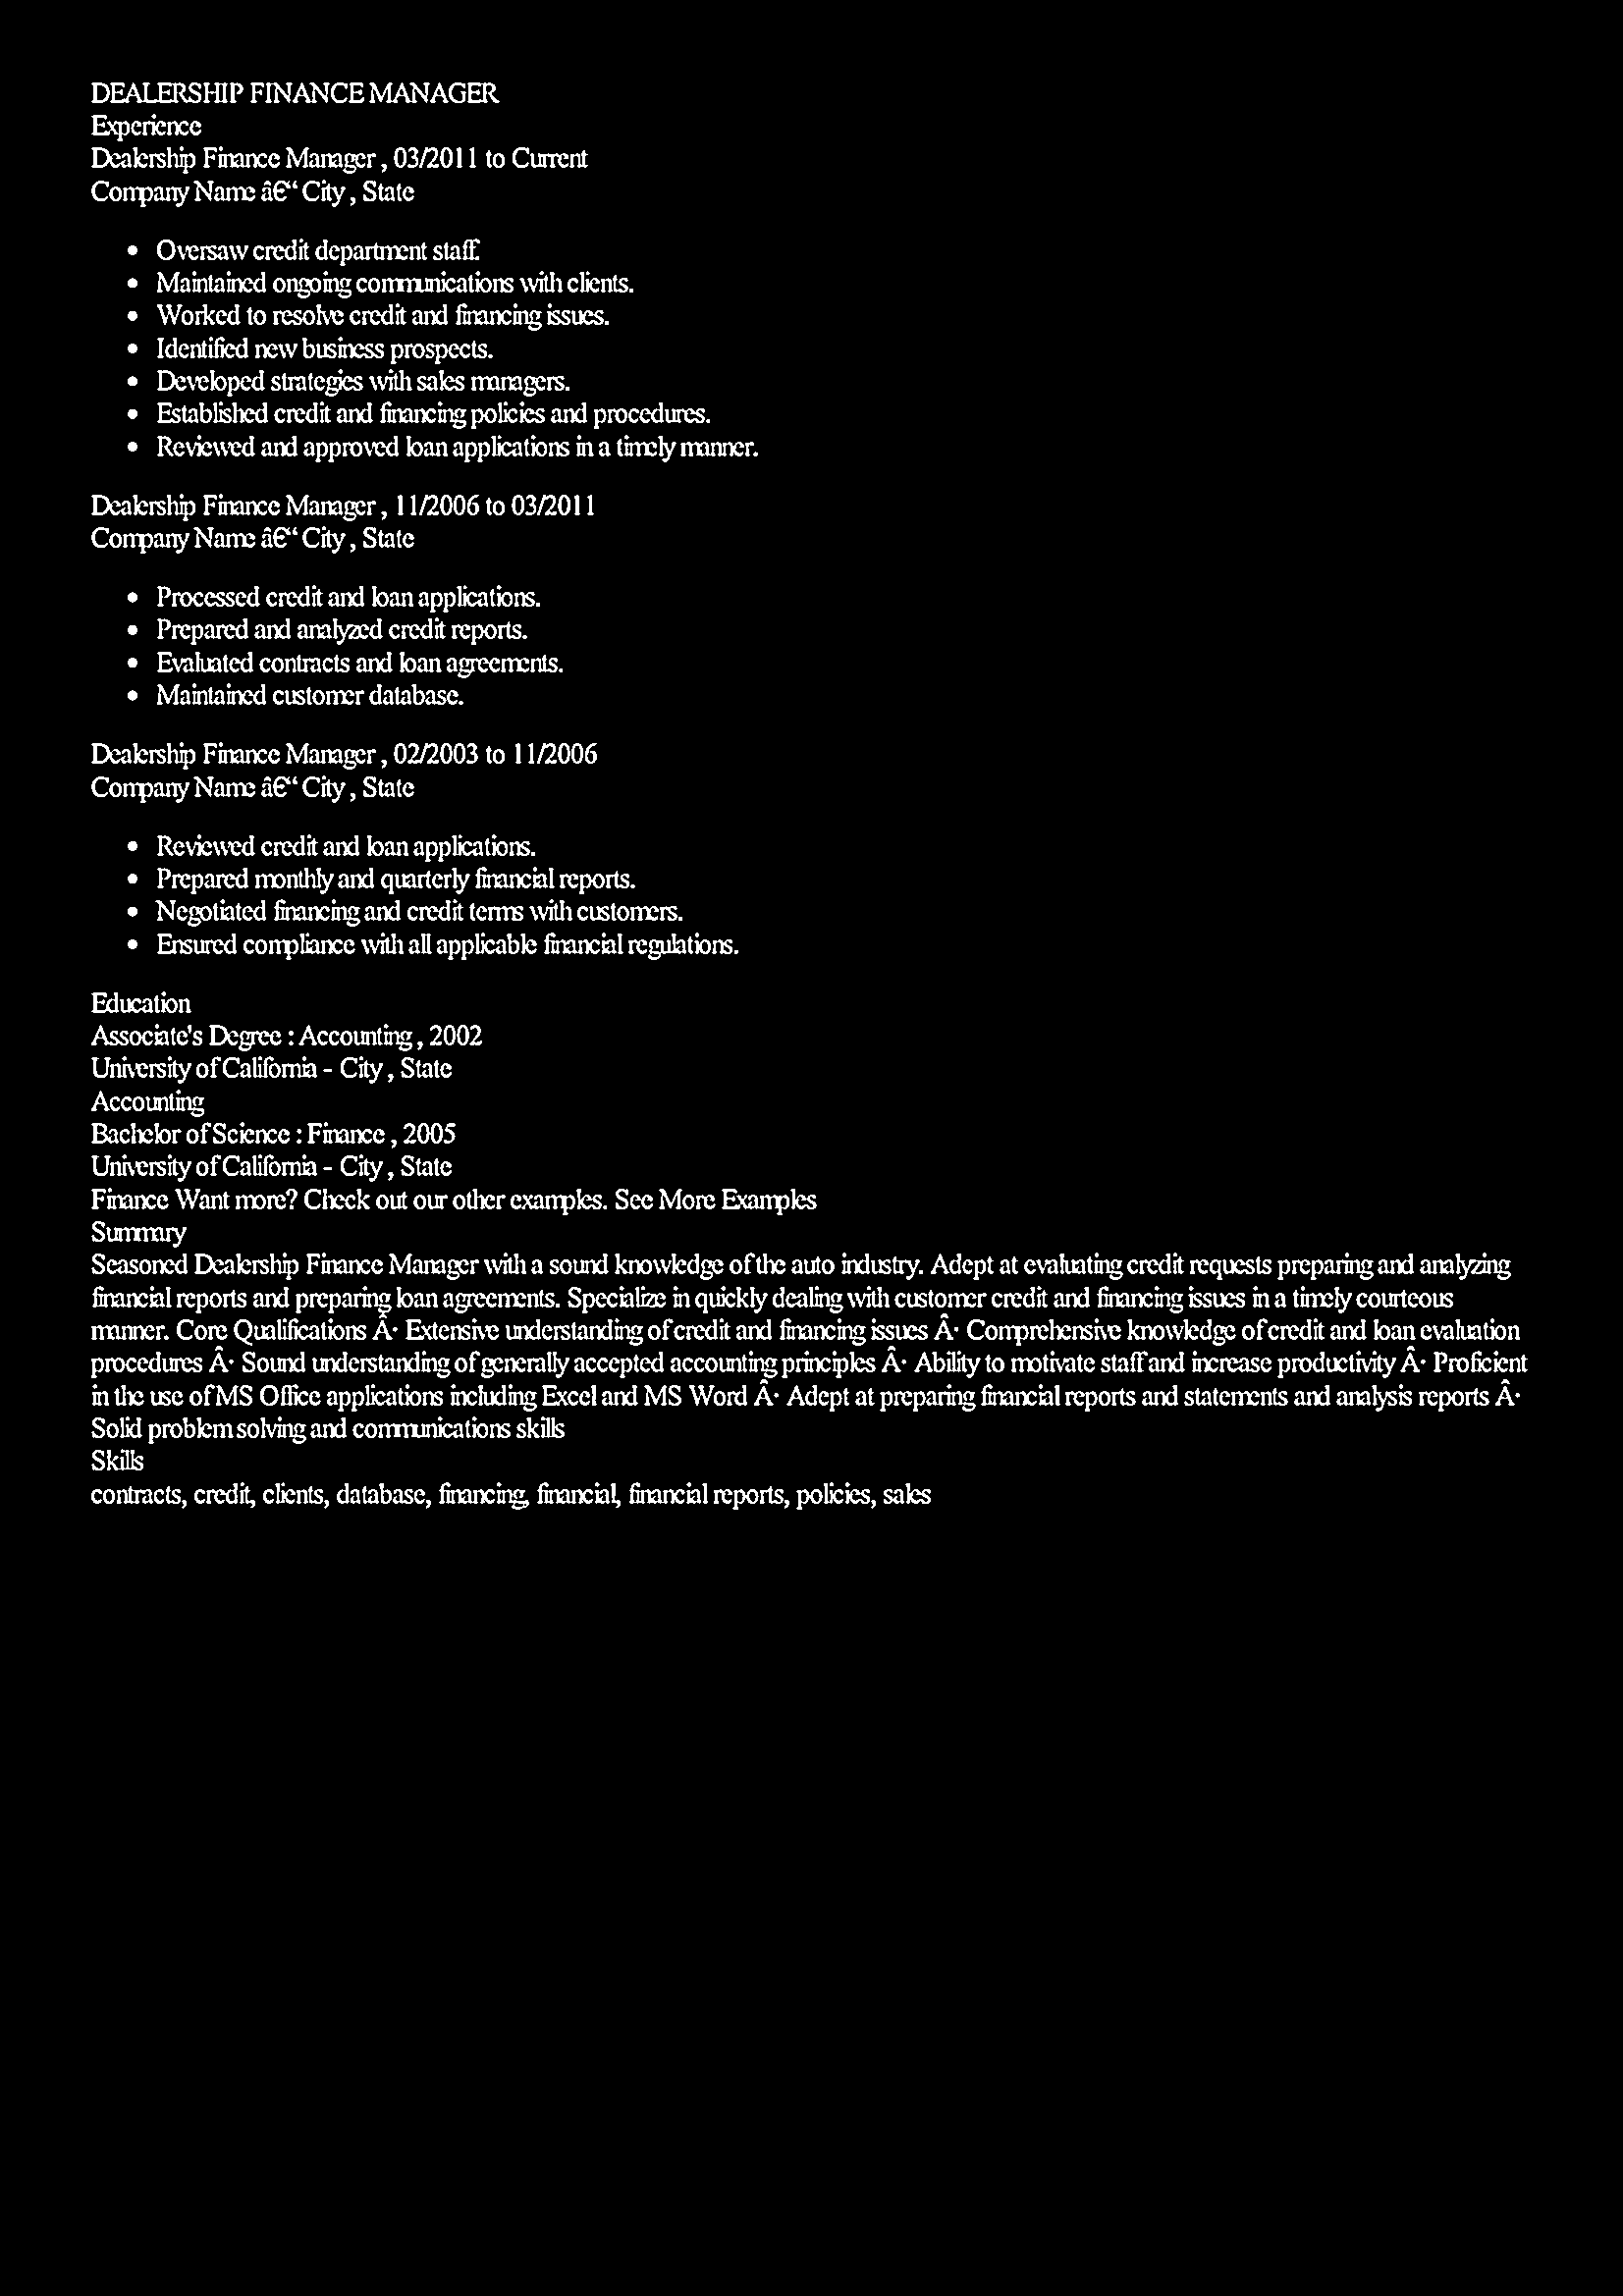 DEALERSHIP FINANCE MANAGER
Experience
Dealership Finance Manager , 03/2011 to Current
Company Name â€“ City , State
• Oversaw credit department staff.
• Maintained ongoing communications with clients.
• Worked to resolve credit and financing issues.
• Identified new business prospects.
• Developed strategies with sales managers.
• Established credit and financing policies and procedures.
• Reviewed and approved loan applications in a timely manner.
Dealership Finance Manager , 11/2006 to 03/2011
Company Name â€“ City , State
• Processed credit and loan applications.
• Prepared and analyzed credit reports.
• Evaluated contracts and loan agreements.
• Maintained customer database.
Dealership Finance Manager , 02/2003 to 11/2006
Company Name â€“ City , State
• Reviewed credit and loan applications.
• Prepared monthly and quarterly financial reports.
• Negotiated financing and credit terms with customers.
• Ensured compliance with all applicable financial regulations.
Education
Associate's Degree : Accounting , 2002
University of California - City , State
Accounting
Bachelor of Science : Finance , 2005
University of California - City , State
Finance Want more? Check out our other examples. See More Examples
Summary
Seasoned Dealership Finance Manager with a sound knowledge of the auto industry. Adept at evaluating credit requests preparing and analyzing
financial reports and preparing loan agreements. Specialize in quickly dealing with customer credit and financing issues in a timely courteous
manner. Core Qualifications Â· Extensive understanding of credit and financing issues Â· Comprehensive knowledge of credit and loan evaluation
procedures Â· Sound understanding of generally accepted accounting principles Â· Ability to motivate staff and increase productivity Â· Proficient
in the use of MS Office applications including Excel and MS Word Â· Adept at preparing financial reports and statements and analysis reports Â·
Solid problem solving and communications skills
Skills
contracts, credit, clients, database, financing, financial, financial reports, policies, sales